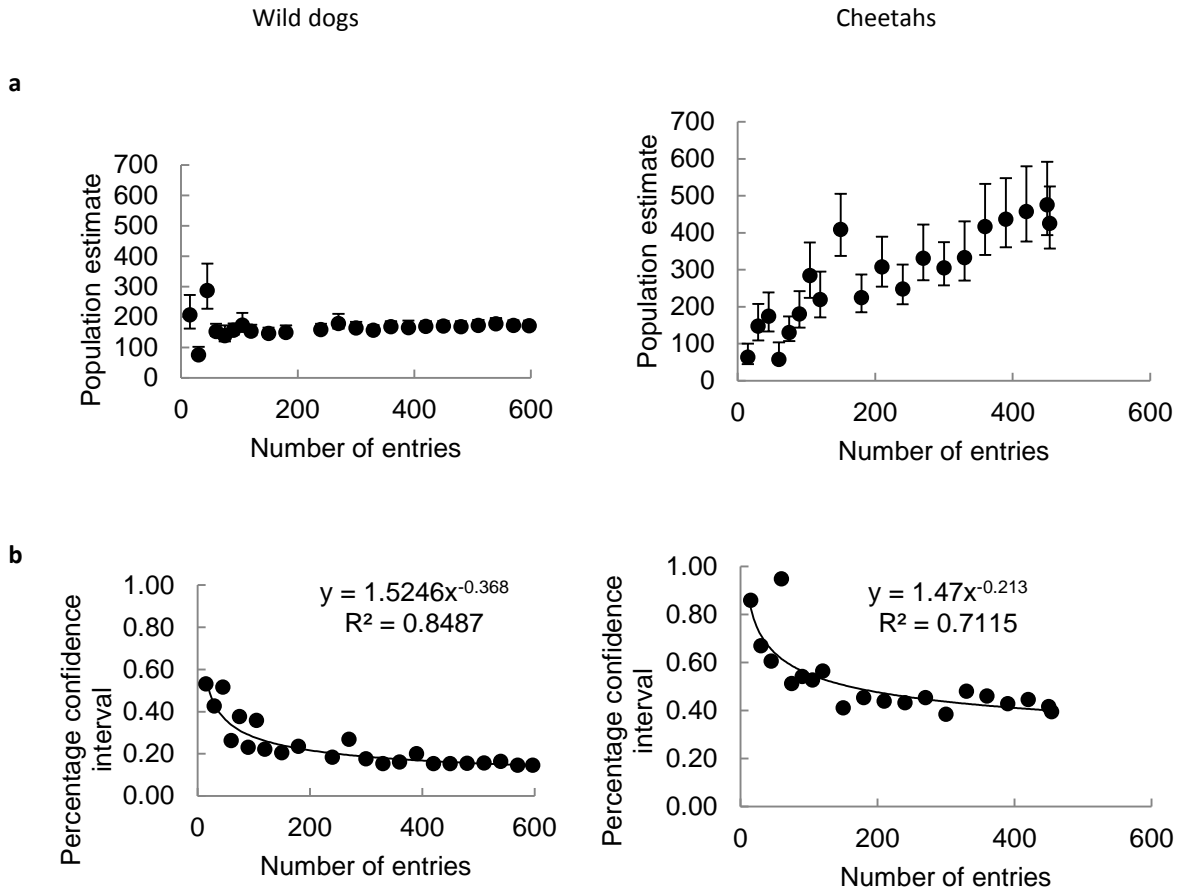 Wild dogs
Cheetahs
a
Population estimate
700
600
500
400
300
200
100
0
0 200 400 600
Number of entries
Population estimate
700
600
500
400
300
200
100
0
0 200 400 600
Number of entries
b
Percentage confidence
interval
1.00
0.80
0.60
0.40
0.20
0.00
y = 1.5246x^-0.368
R² = 0.8487
0 200 400 600
Number of entries
Percentage confidence
interval
1.00
0.80
0.60
0.40
0.20
0.00
y = 1.47x^-0.213
R² = 0.7115
0 200 400 600
Number of entries